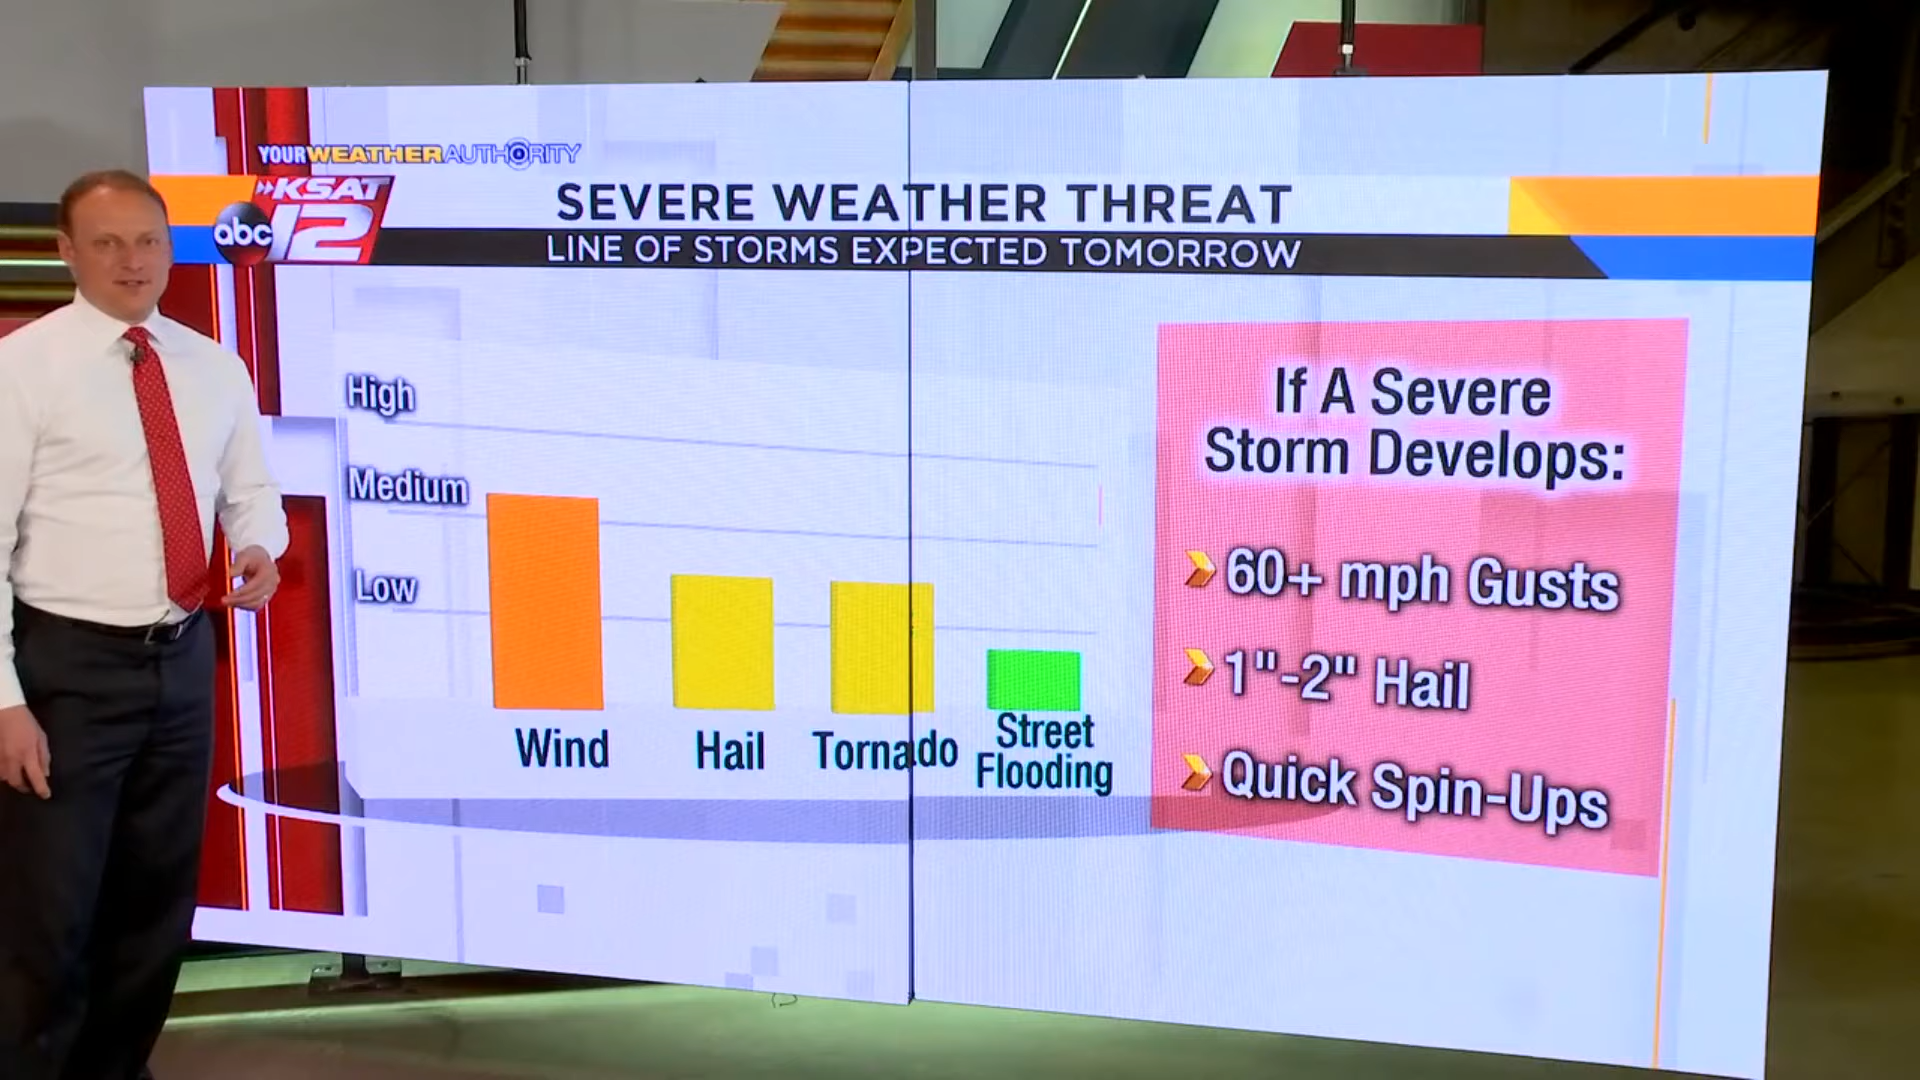 YOUR WEATHER AUTHORITY
KSAT
abc 12
SEVERE WEATHER THREAT
LINE OF STORMS EXPECTED TOMORROW
High
Medium
Low
Wind
Hail
Tornado
Street
Flooding
If A Severe
Storm Develops:
60+ mph Gusts
1"-2" Hail
Quick Spin-Ups